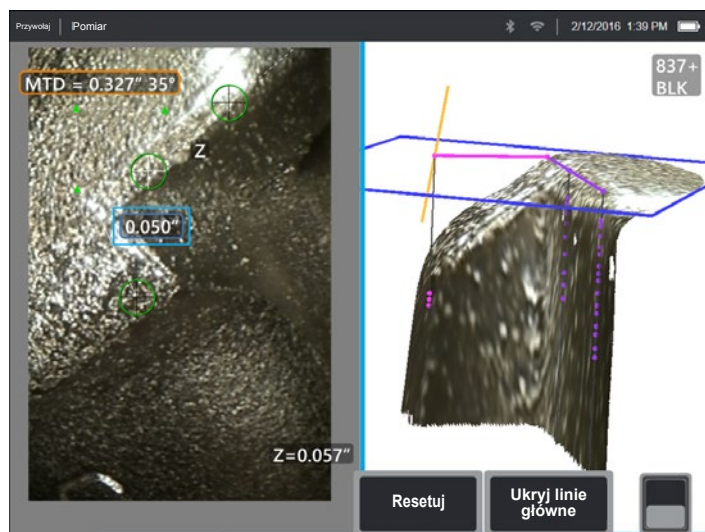 Przywołaj
Pomiar
2/12/2016 1:39 PM
MTD = 0.327" 35°
837+
BLK
Z
0.050"
Z=0.057"
Resetuj
Ukryj linie
główne